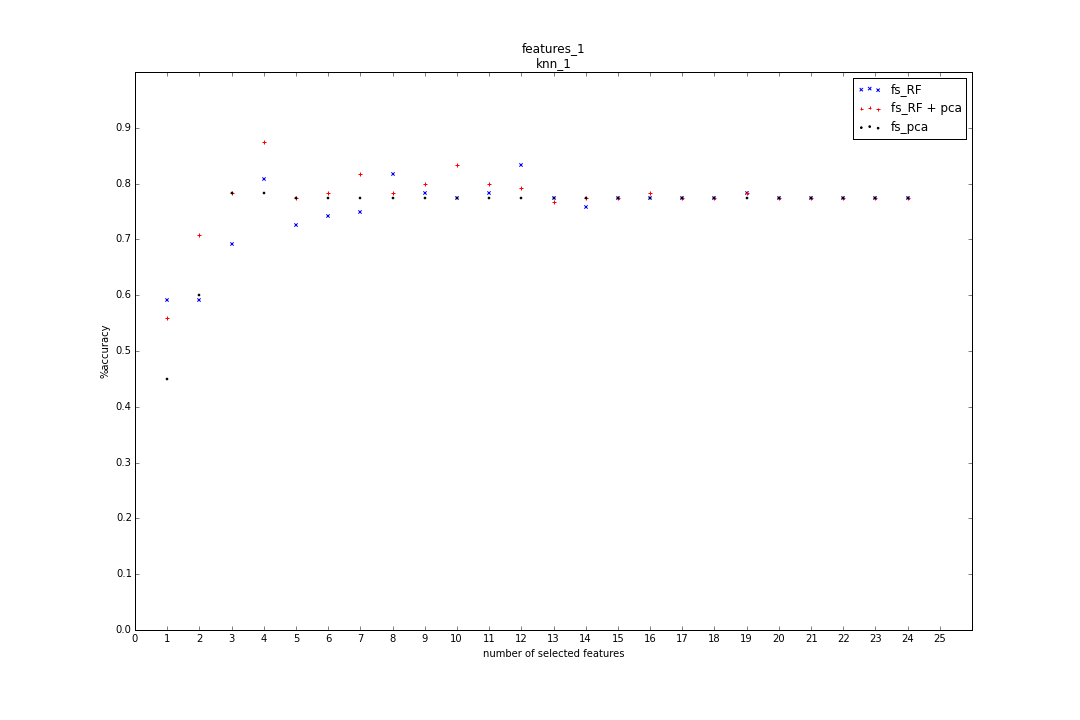 features_1
knn_1
fs_RF
fs_RF + pca
fs_pca
0.9
0.8
0.7
0.6
0.5
0.4
0.3
0.2
0.1
0.0
%accuracy
0 1 2 3 4 5 6 7 8 9 10 11 12 13 14 15 16 17 18 19 20 21 22 23 24 25
number of selected features